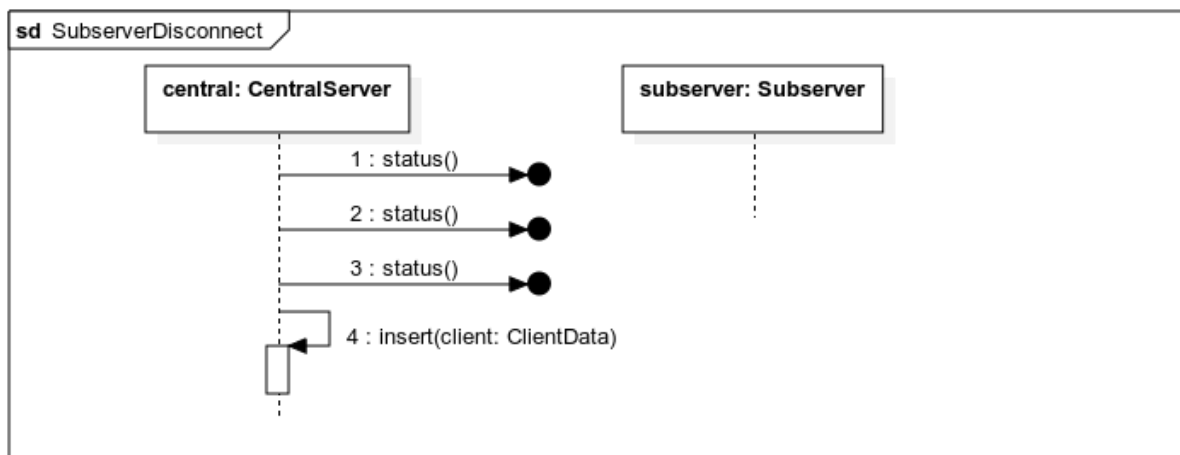 sd SubserverDisconnect
central: CentralServer
subserver: Subserver
1 : status()
2 : status()
3 : status()
4 : insert(client: ClientData)